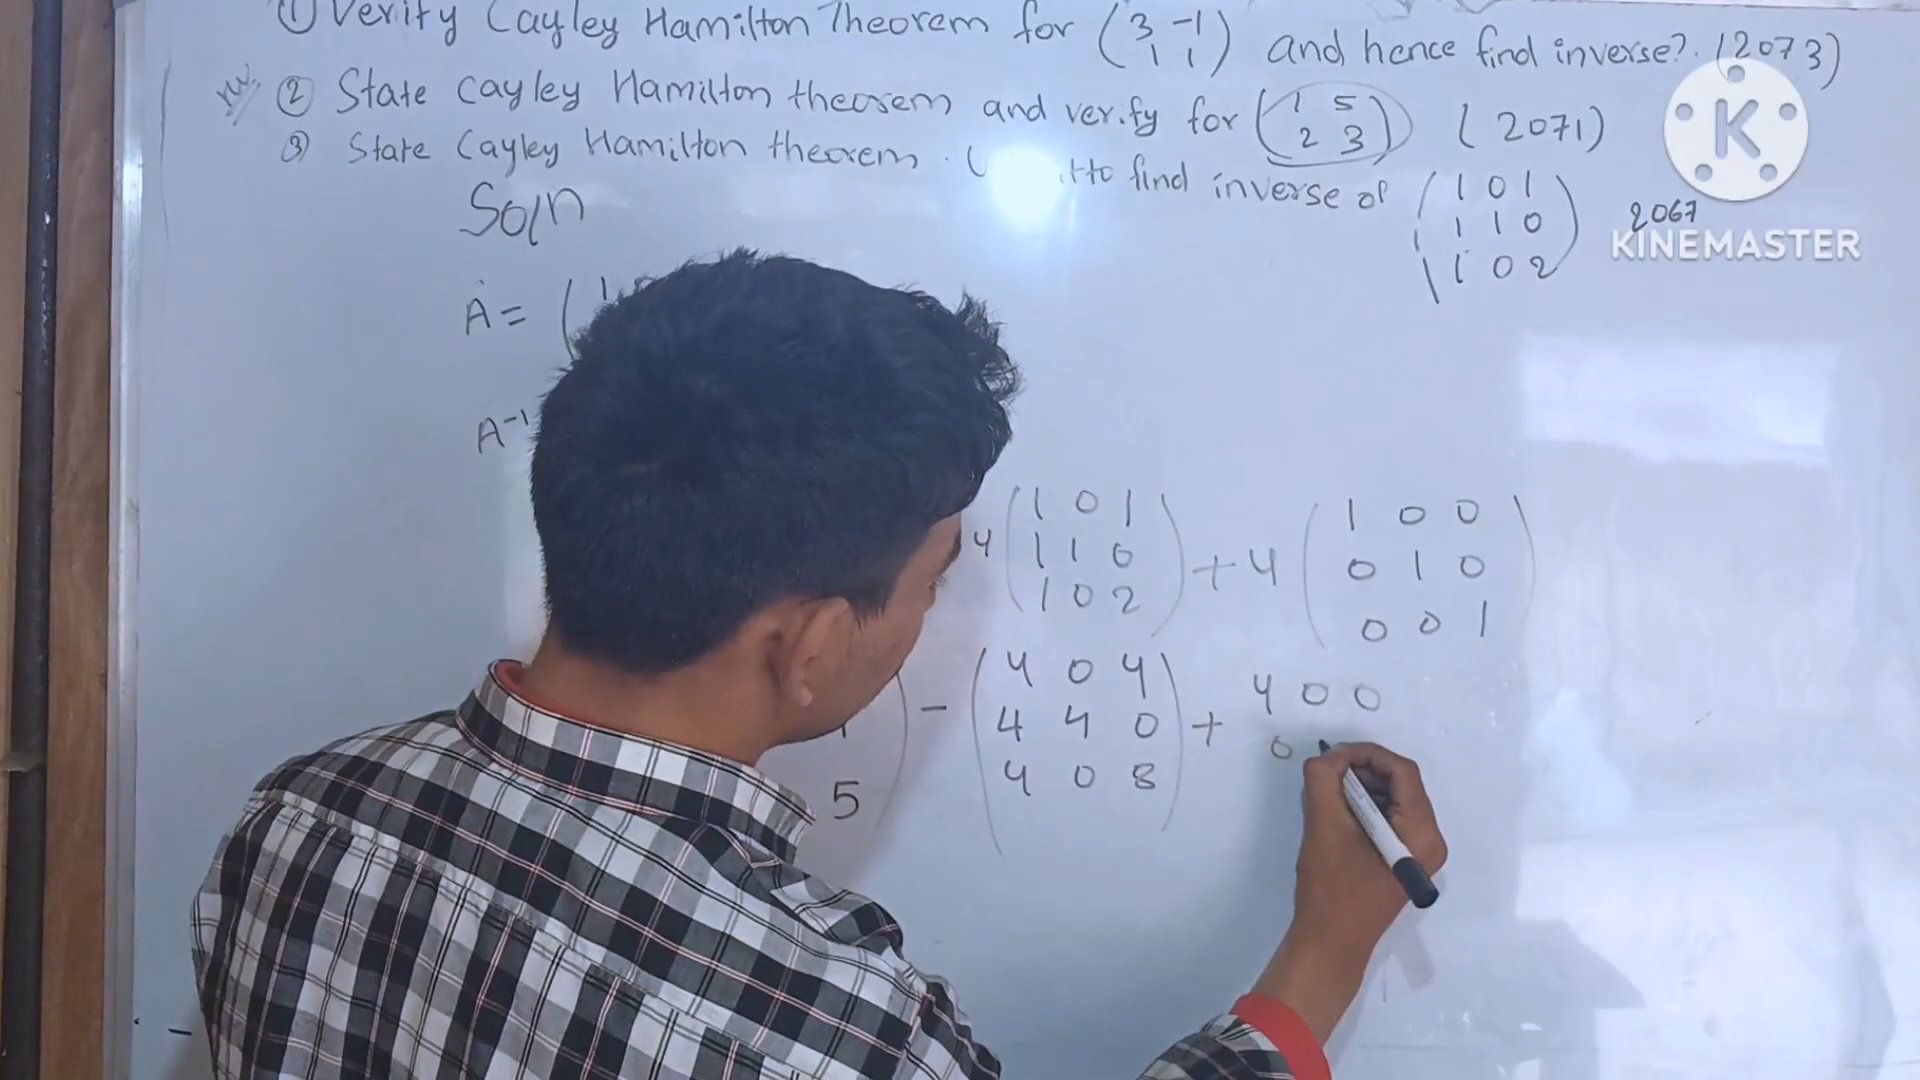 ① Verify Cayley Hamilton Theorem for (3 -1
1 1) and hence find inverse? (2073)
HW ② State Cayley Hamilton theorem and verify for (1 5
2 3) (2071)
③ State Cayley Hamilton theorem. it to find inverse of (1 0 1
1 1 0
1 0 2) 2067
K
KINEMASTER
Soln
A = (1
A-1
4 (1 0 1
1 1 0
1 0 2) + 4 (1 0 0
0 1 0
0 0 1)
5) - (4 0 4
4 4 0
4 0 8) + 4 0 0
0